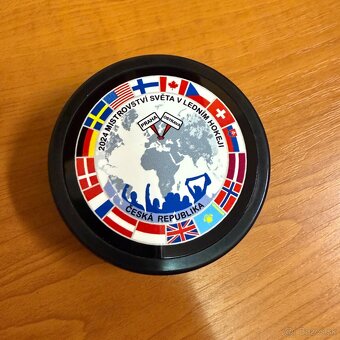 2024 MISTROVSTVÍ SVĚTA V LEDNÍM HOKEJI
PRAHA
OSTRAVA
ČESKÁ REPUBLIKA